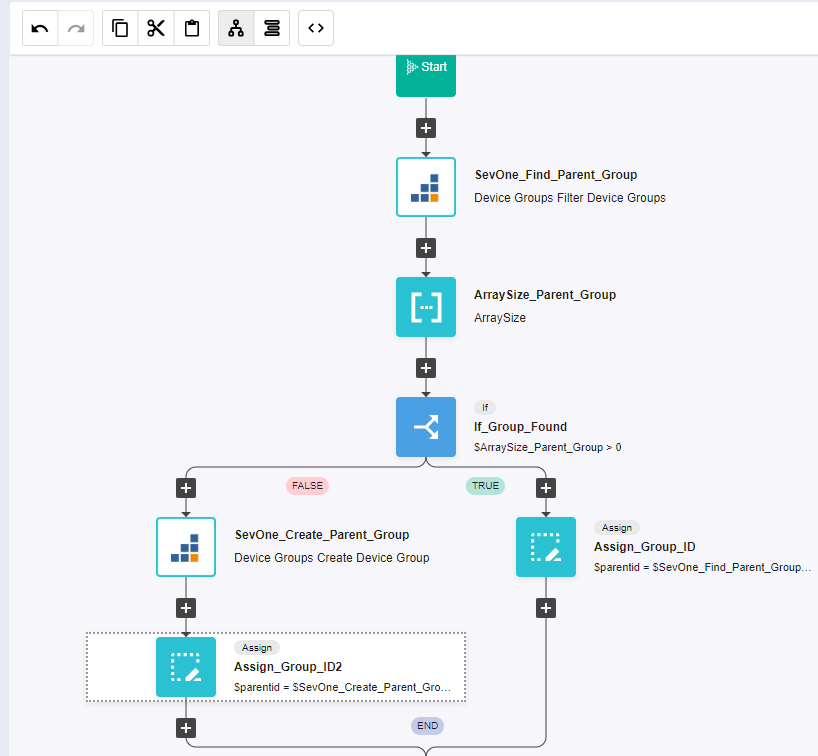 Start
SevOne_Find_Parent_Group
Device Groups Filter Device Groups
ArraySize_Parent_Group
ArraySize
If
If_Group_Found
$ArraySize_Parent_Group > 0
FALSE
TRUE
SevOne_Create_Parent_Group
Device Groups Create Device Group
Assign
Assign_Group_ID
$parentid = $SevOne_Find_Parent_Group...
Assign
Assign_Group_ID2
$parentid = $SevOne_Create_Parent_Gro...
END